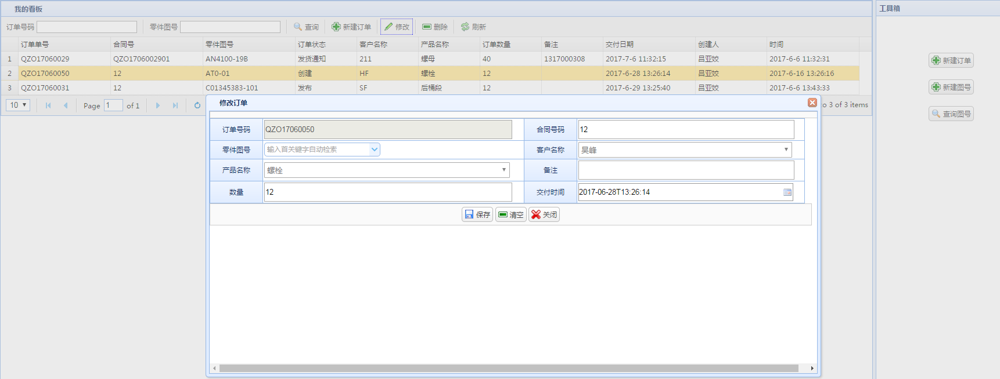 我的看板
工具箱
订单号码 零件图号 查询 新建订单 修改 删除 刷新
订单单号 合同号 零件图号 订单状态 客户名称 产品名称 订单数量 备注 交付日期 创建人 时间
1 QZO17060029 QZO1706002901 AN4100-19B 发货通知 211 螺母 40 1317000308 2017-7-6 11:32:15 吕亚姣 2017-6-6 11:32:31
2 QZO17060050 12 AT0-01 创建 HF 螺栓 12 2017-6-28 13:26:14 吕亚姣 2017-6-16 13:26:16
3 QZO17060031 12 C01345383-101 发布 SF 后桶段 12 2017-6-29 13:25:40 吕亚姣 2017-6-6 13:43:33
10 Page 1 of 1 o 3 of 3 items
新建订单
新建图号
查询图号
修改订单
订单号码 QZO17060050 合同号码 12
零件图号 输入首关键字自动检索 客户名称 昊峰
产品名称 螺栓 备注
数量 12 交付时间 2017-06-28T13:26:14
保存 清空 关闭